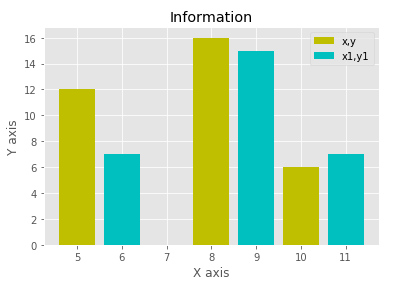 Information
x,y
x1,y1
Y axis
16
14
12
10
8
6
4
2
0
5 6 7 8 9 10 11
X axis